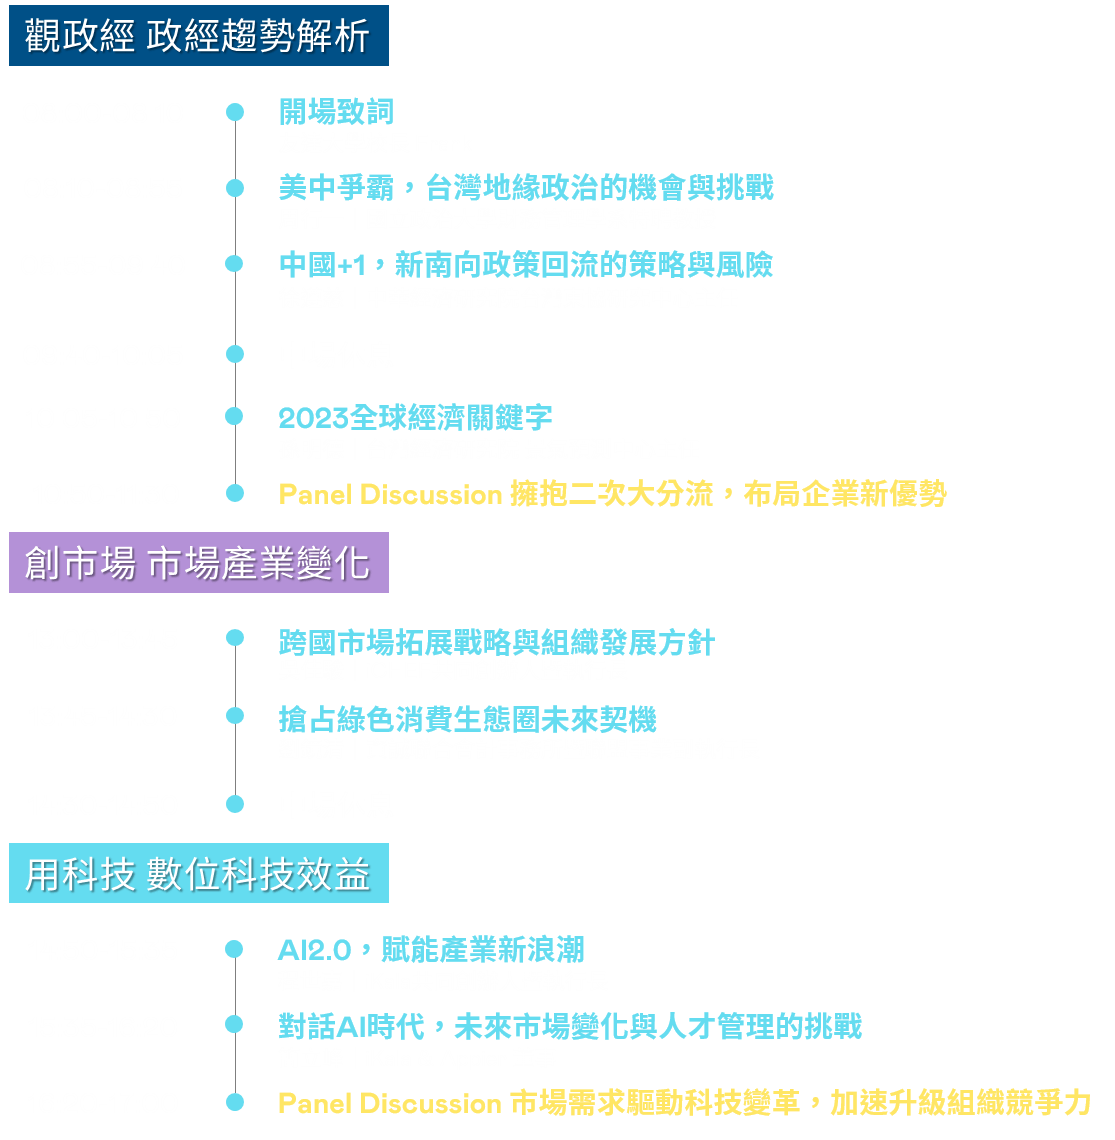 觀政經 政經趨勢解析
開場致詞
美中爭霸，台灣地緣政治的機會與挑戰
中國+1，新南向政策回流的策略與風險
2023全球經濟關鍵字
Panel Discussion 擁抱二次大分流，布局企業新優勢
創市場 市場產業變化
跨國市場拓展戰略與組織發展方針
搶占綠色消費生態圈未來契機
用科技 數位科技效益
AI2.0，賦能產業新浪潮
對話AI時代，未來市場變化與人才管理的挑戰
Panel Discussion 市場需求驅動科技變革，加速升級組織競爭力